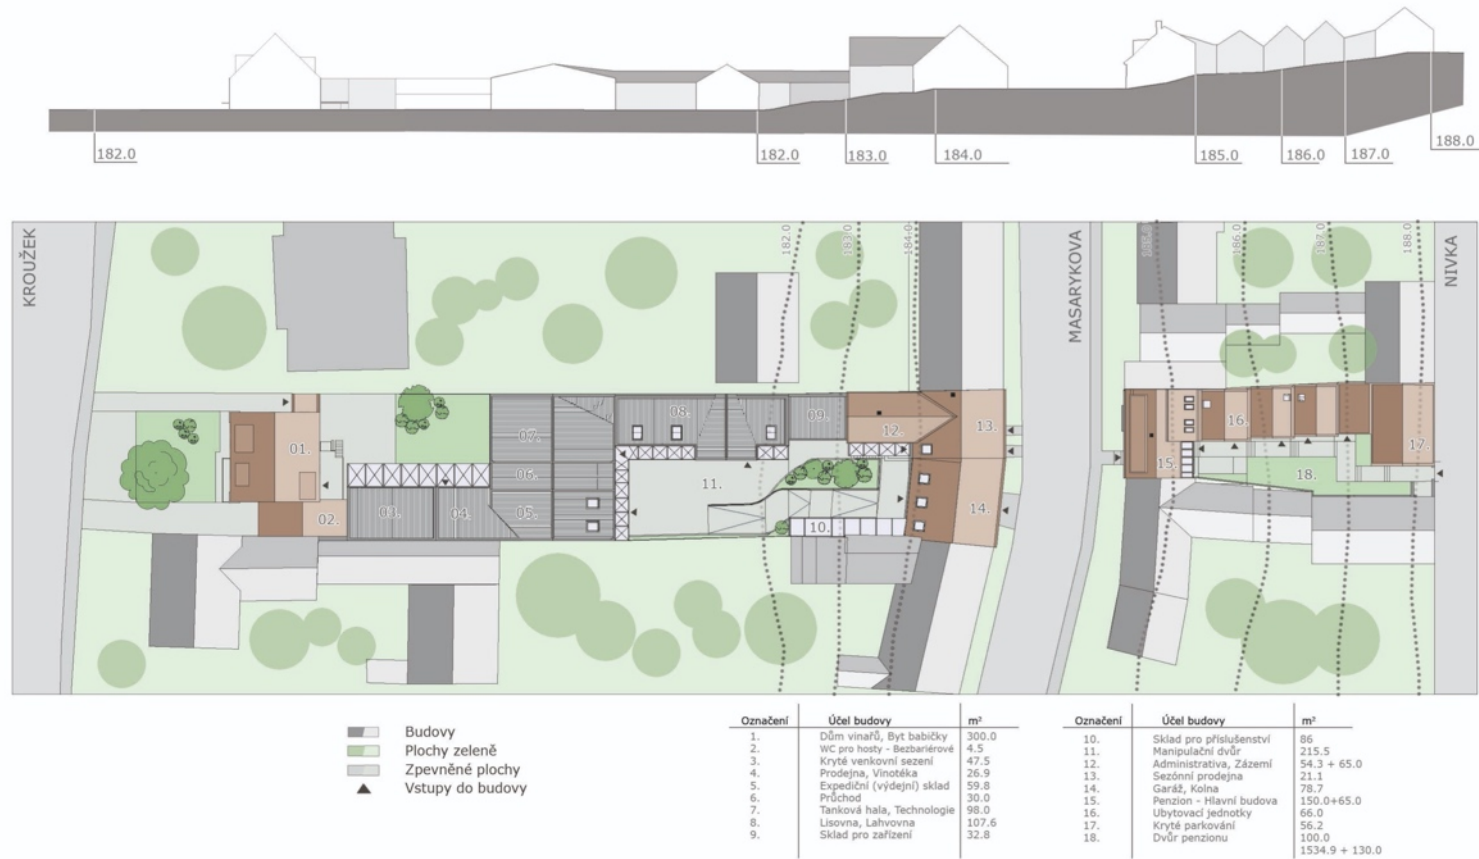 182.0
182.0
183.0
184.0
185.0
186.0
187.0
188.0
KROUŽEK
182.0
183.0
184.0
MASARYKOVA
185.0
186.0
187.0
188.0
NIVKA
01.
02.
03.
04.
05.
06.
07.
08.
09.
10.
11.
12.
13.
14.
15.
16.
17.
18.
Budovy
Plochy zeleně
Zpevněné plochy
Vstupy do budovy
Označení Účel budovy m²
1. Dům vinařů, Byt babičky 300.0
2. WC pro hosty - Bezbariérové 4.5
3. Kryté venkovní sezení 47.5
4. Prodejna, Vinotéka 26.9
5. Expediční (výdejní) sklad 59.8
6. Průchod 30.0
7. Tanková hala, Technologie 98.0
8. Lisovna, Lahvovna 107.6
9. Sklad pro zařízení 32.8
Označení Účel budovy m²
10. Sklad pro příslušenství 86
11. Manipulační dvůr 215.5
12. Administrativa, Zázemí 54.3 + 65.0
13. Sezónní prodejna 21.1
14. Garáž, Kolna 78.7
15. Penzion - Hlavní budova 150.0+65.0
16. Ubytovací jednotky 66.0
17. Kryté parkování 56.2
18. Dvůr penzionu 100.0
1534.9 + 130.0